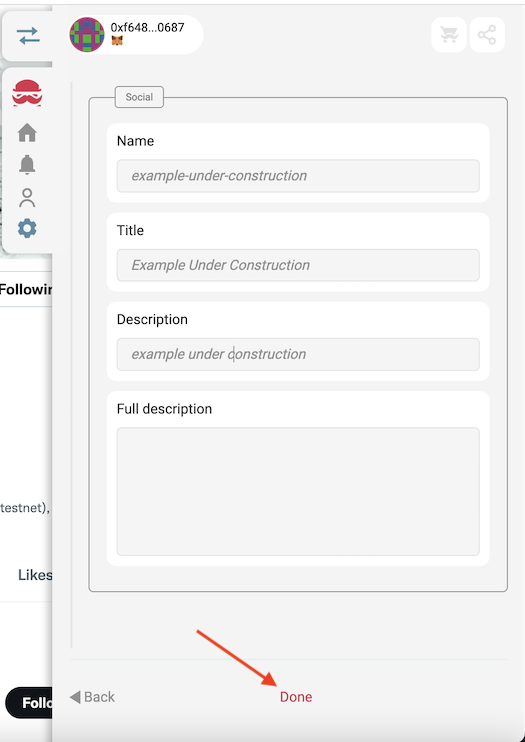 0xf648...0687
Social
Name
example-under-construction
Title
Example Under Construction
Description
example under construction
Full description
Back
Done
Followin
testnet),
Likes
Follo